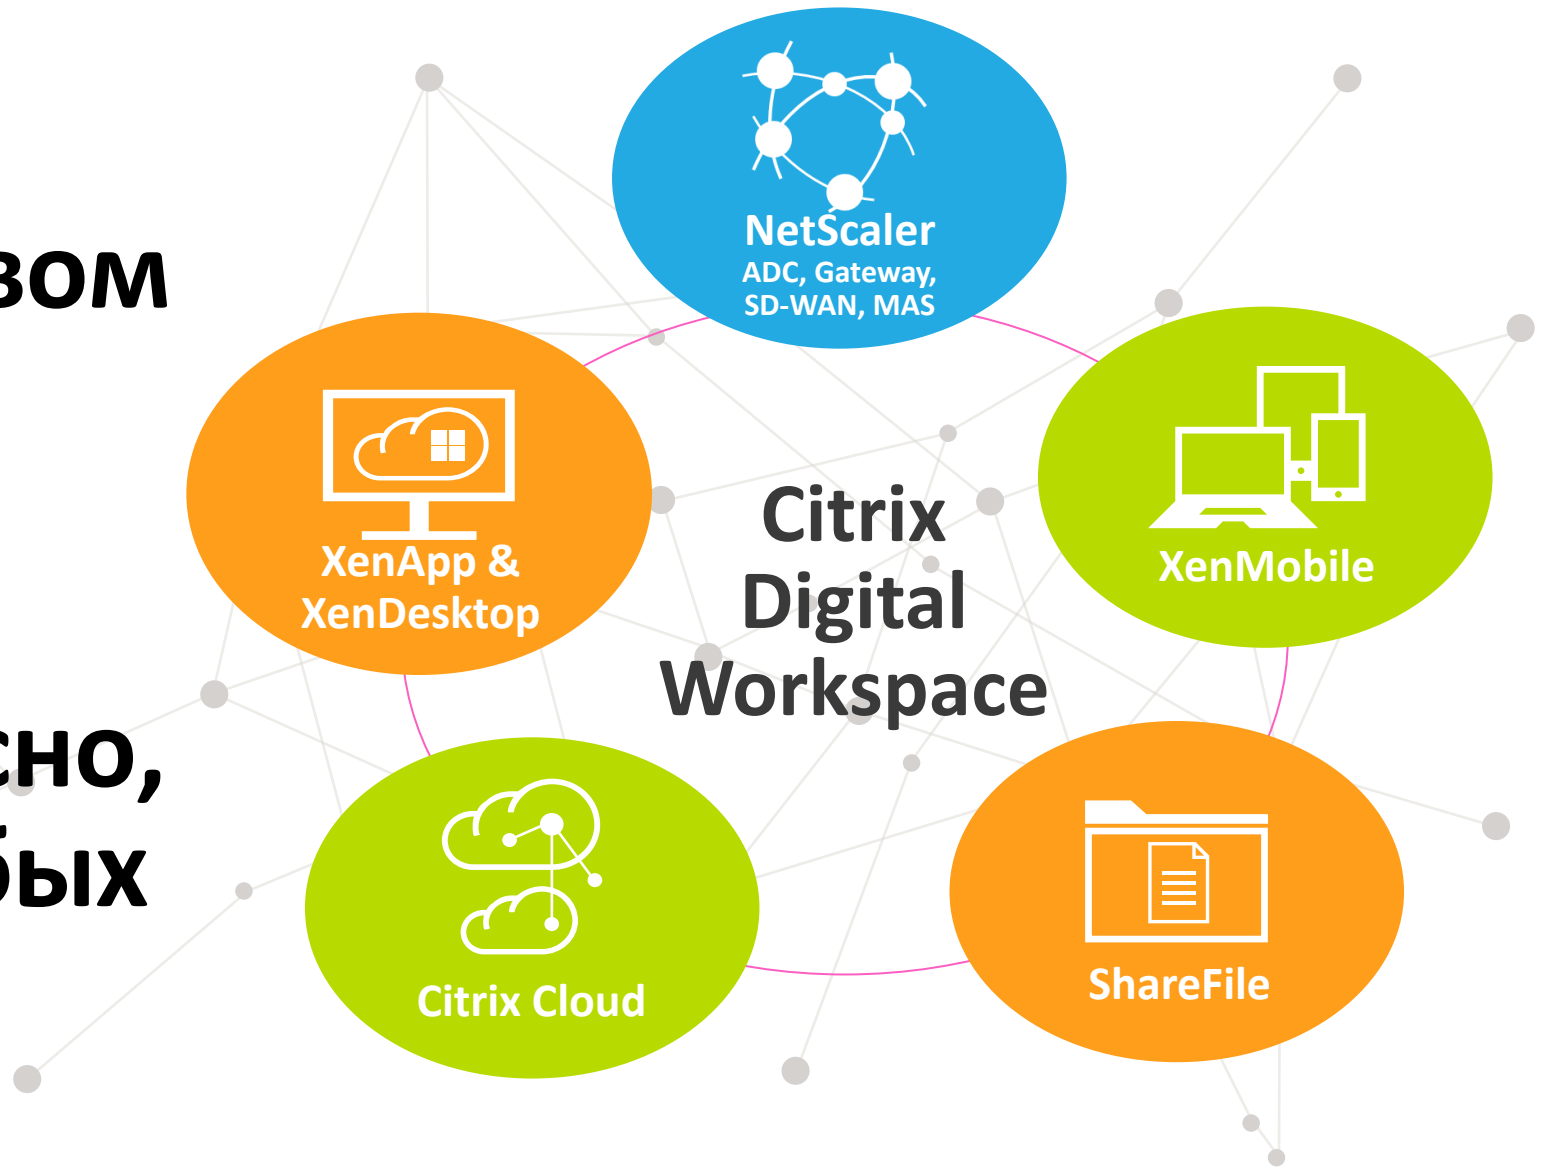 NetScaler
ADC, Gateway,
SD-WAN, MAS
XenApp &
XenDesktop
XenMobile
Citrix
Digital
Workspace
Citrix Cloud
ShareFile